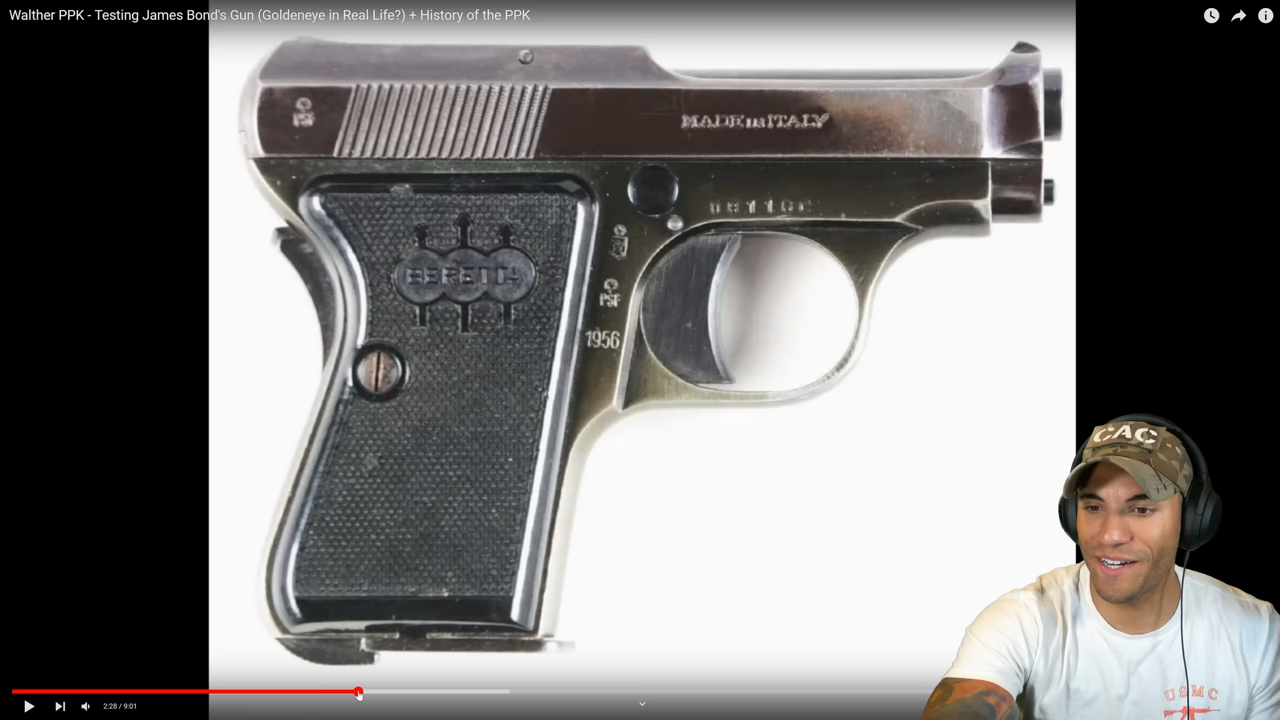 Walther PPK - Testing James Bond's Gun (Goldeneye in Real Life?) + History of the PPK
PSF
MADE IN ITALY
BERETTA
PSF
1956
CAC
2:28 / 9:01
USMC